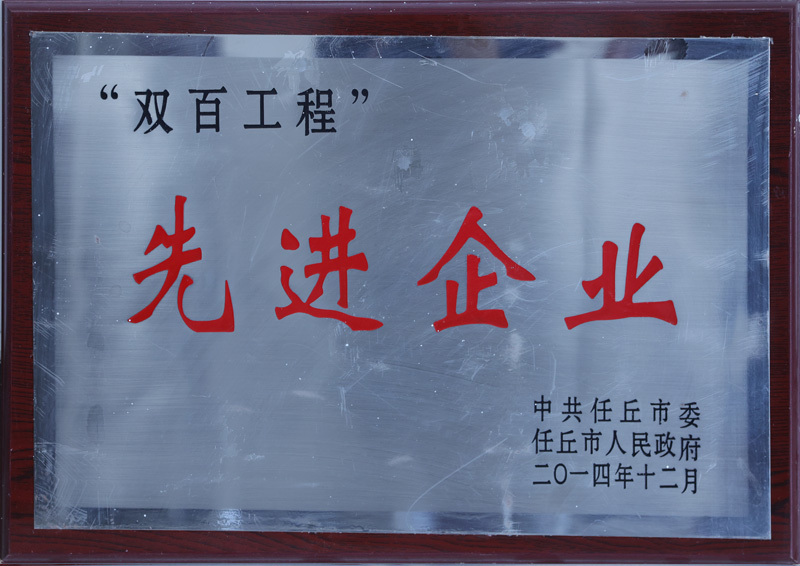 “双百工程”
先进企业
中共任丘市委
任丘市人民政府
二〇一四年十二月